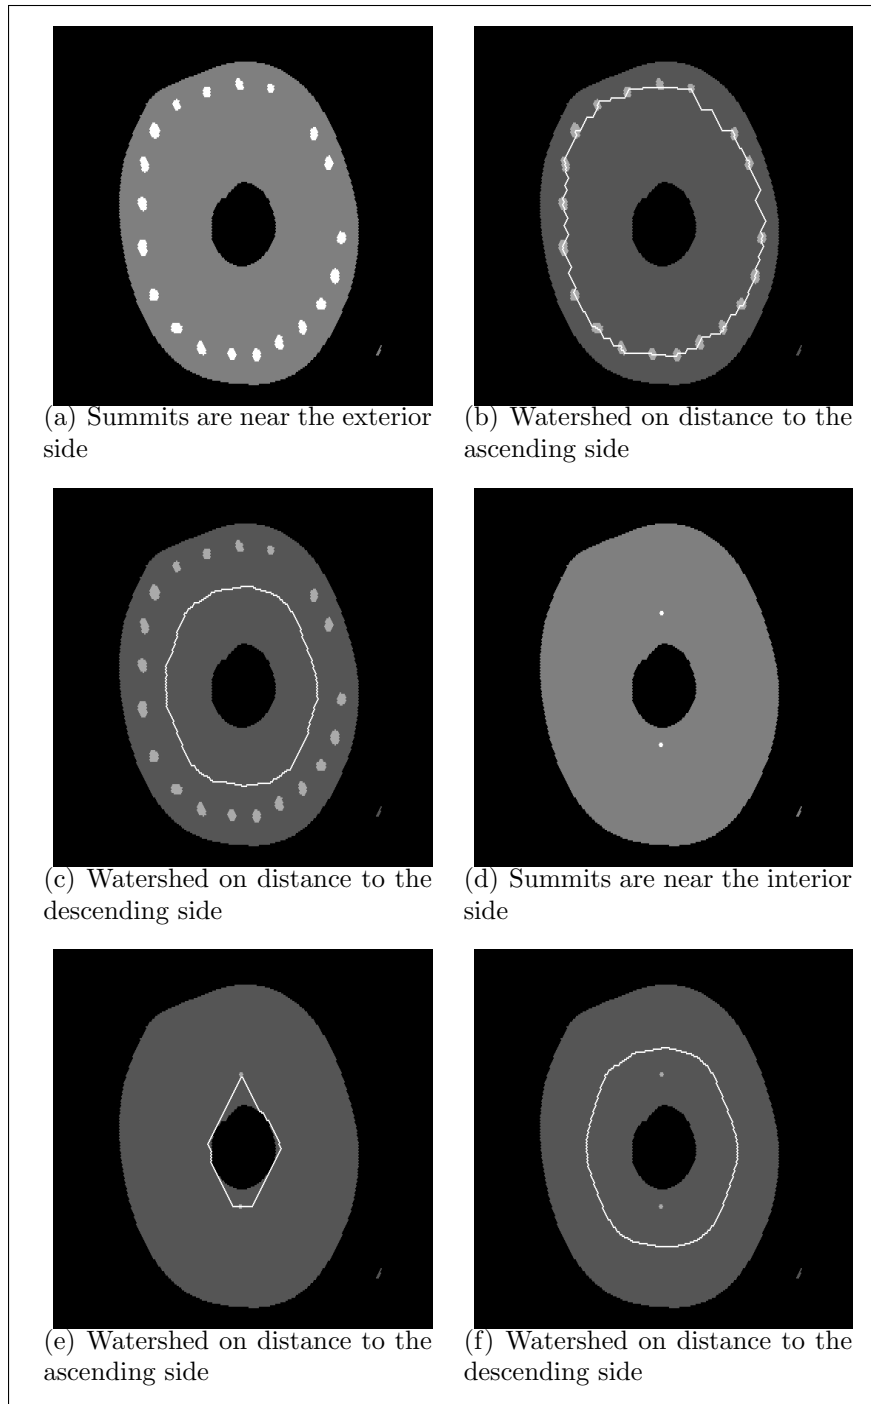 (a) Summits are near the exterior
side
(b) Watershed on distance to the
ascending side
(c) Watershed on distance to the
descending side
(d) Summits are near the interior
side
(e) Watershed on distance to the
ascending side
(f) Watershed on distance to the
descending side